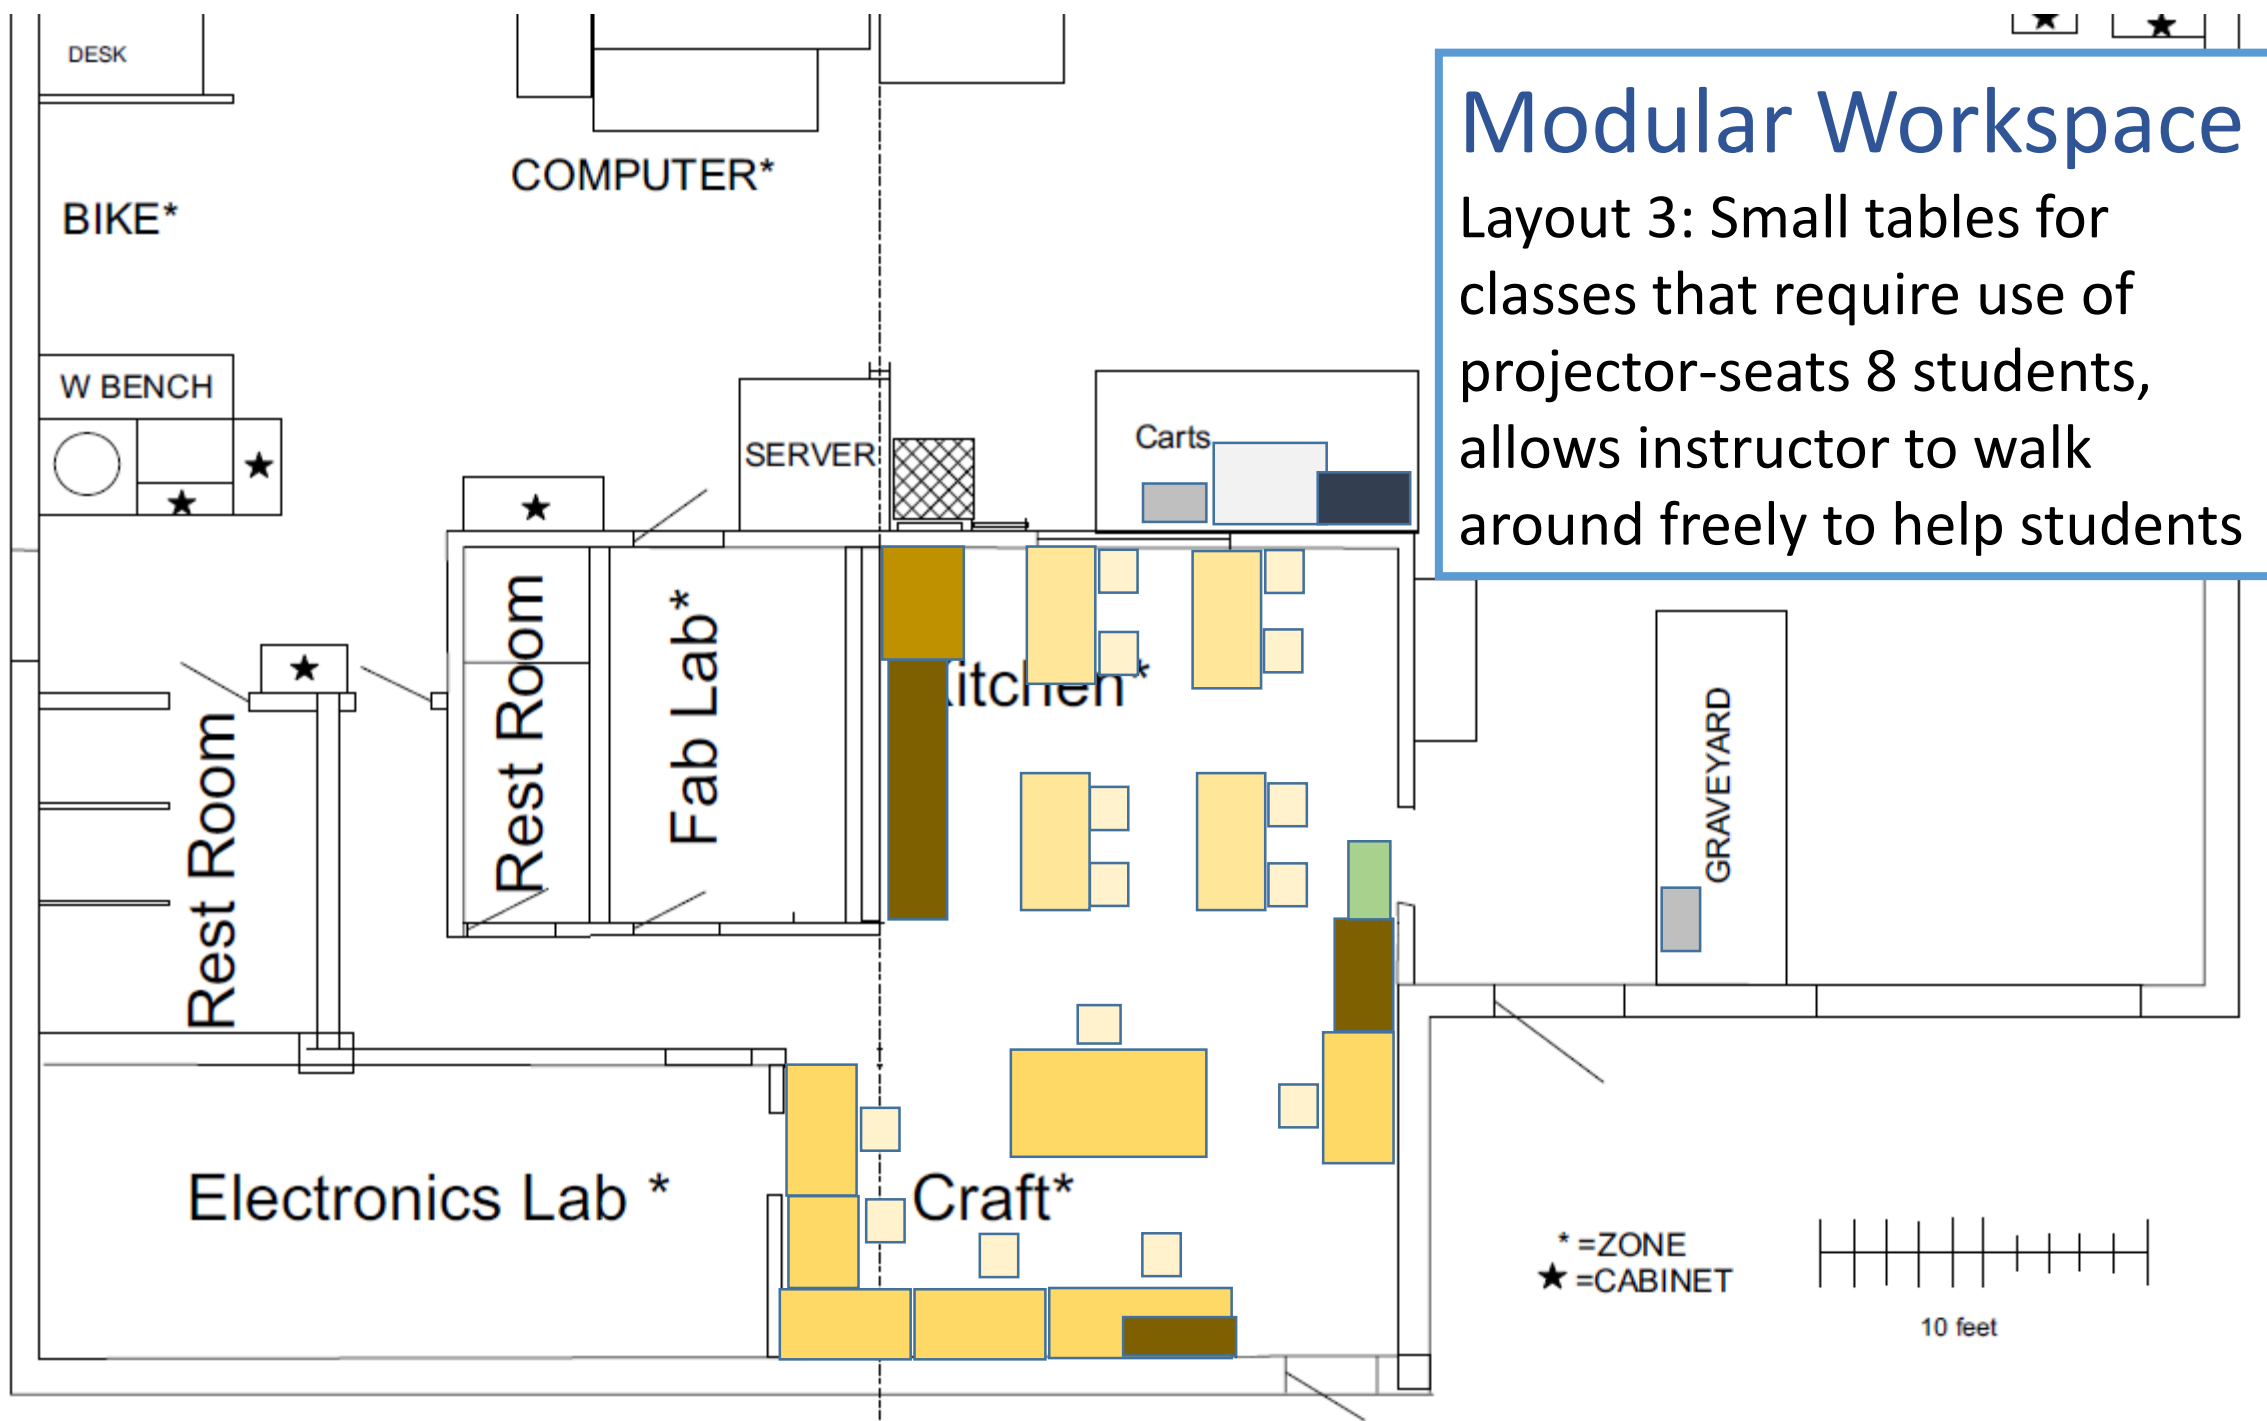 DESK
Modular Workspace
Layout 3: Small tables for
classes that require use of
projector-seats 8 students,
allows instructor to walk
around freely to help students
COMPUTER*
BIKE*
W BENCH
SERVER
Carts
Rest Room
Fab Lab*
itchen*
Rest Room
GRAVEYARD
Electronics Lab *
Craft*
* =ZONE
★ =CABINET
10 feet